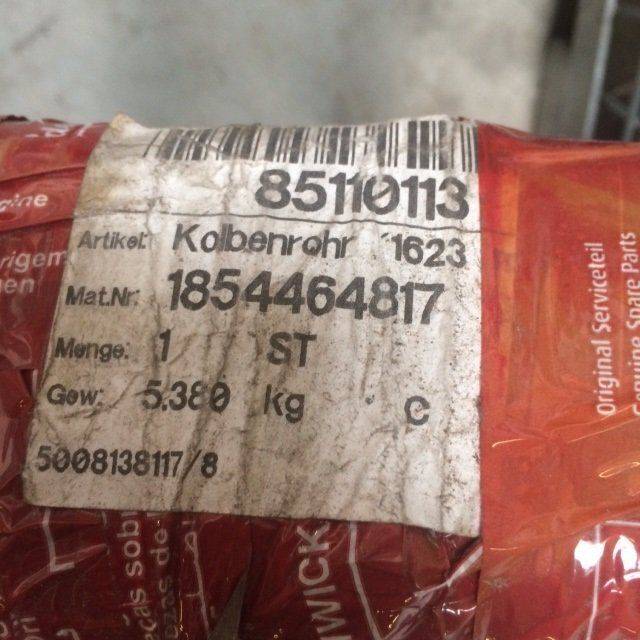 85110113
Artikel: Kolbenrohr 1623
Mat.Nr: 1854464817
Menge: 1 ST
Gew: 5.380 kg C
5008138117/8
Original Serviceteil
Spare Parts